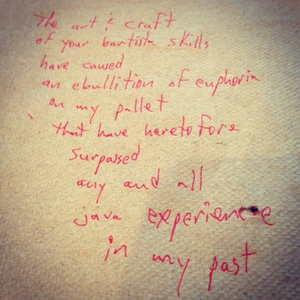 The art & craft
of your bartista skills
have caused
an ebullition of euphoria
on my pallet
that have heretofore
surpassed
any and all
java experience
in my past